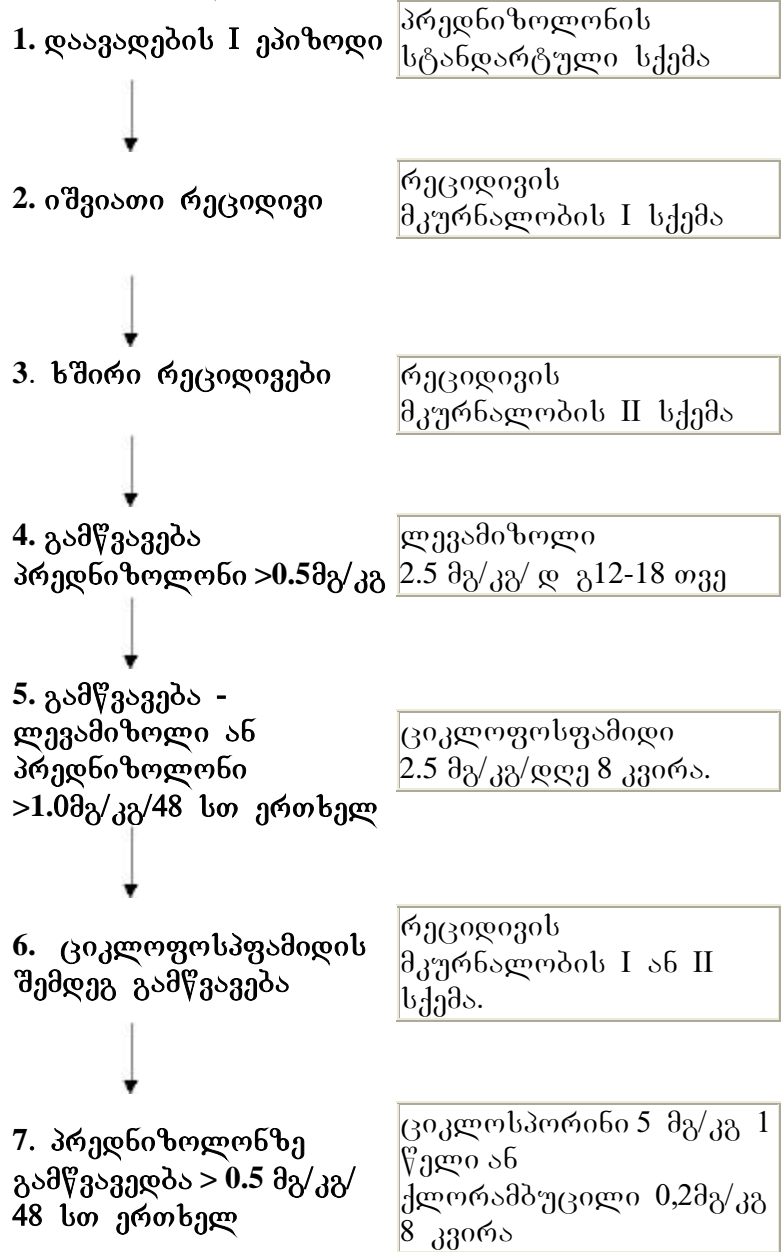 1. დაავადების I ეპიზოდი
პრედნიზოლონის
სტანდარტული სქემა
2. იშვიათი რეციდივი
რეციდივის
მკურნალობის I სქემა
3. ხშირი რეციდივები
რეციდივის
მკურნალობის II სქემა
4. გამწვავება
პრედნიზოლონი >0.5მგ/კგ
ლევამიზოლი
2.5 მგ/კგ/ დ გ12-18 თვე
5. გამწვავება -
ლევამიზოლი ან
პრედნიზოლონი
>1.0მგ/კგ/48 სთ ერთხელ
ციკლოფოსფამიდი
2.5 მგ/კგ/დღე 8 კვირა.
6. ციკლოფოსპფამიდის
შემდეგ გამწვავება
რეციდივის
მკურნალობის I ან II
სქემა.
7. პრედნიზოლონზე
გამწვავედბა > 0.5 მგ/კგ/
48 სთ ერთხელ
ციკლოსპორინი 5 მგ/კგ 1
წელი ან
ქლორამბუცილი 0,2მგ/კგ
8 კვირა